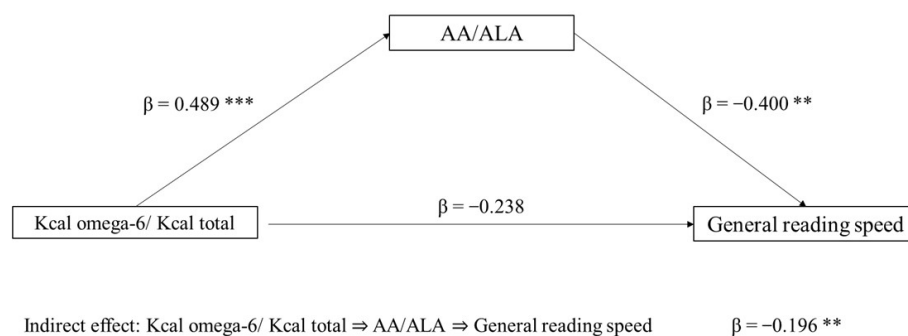 AA/ALA
β = 0.489 ***
β = −0.400 **
β = −0.238
Kcal omega-6/ Kcal total
General reading speed
Indirect effect: Kcal omega-6/ Kcal total ⇒ AA/ALA ⇒ General reading speed β = −0.196 **